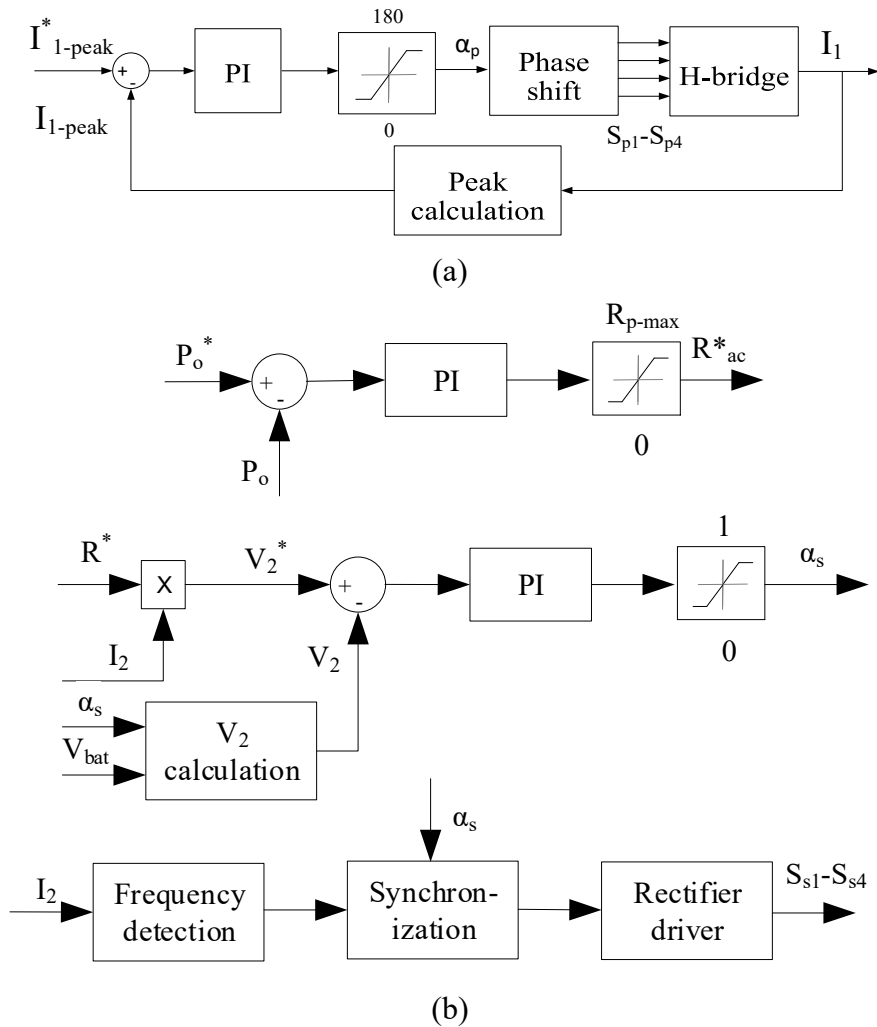 I*1-peak
+
-
PI
180
0
αp
Phase
shift
Sp1-Sp4
H-bridge
I1
I1-peak
Peak
calculation
(a)
Po*
+
-
Po
PI
Rp-max
0
R*ac
R*
X
I2
V2*
+
-
V2
PI
1
0
αs
αs
Vbat
V2
calculation
αs
I2
Frequency
detection
Synchron-
ization
Rectifier
driver
Ss1-Ss4
(b)